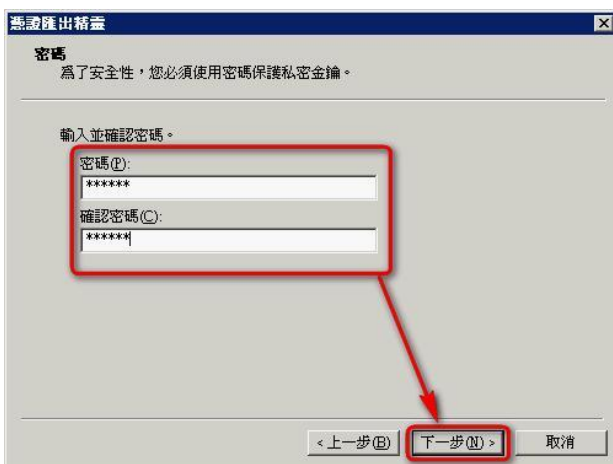 憑證匯出精靈
密碼
為了安全性，您必須使用密碼保護私密金鑰。
輸入並確認密碼。
密碼(P):
******
確認密碼(C):
******
<上一步(B) 下一步(N)> 取消